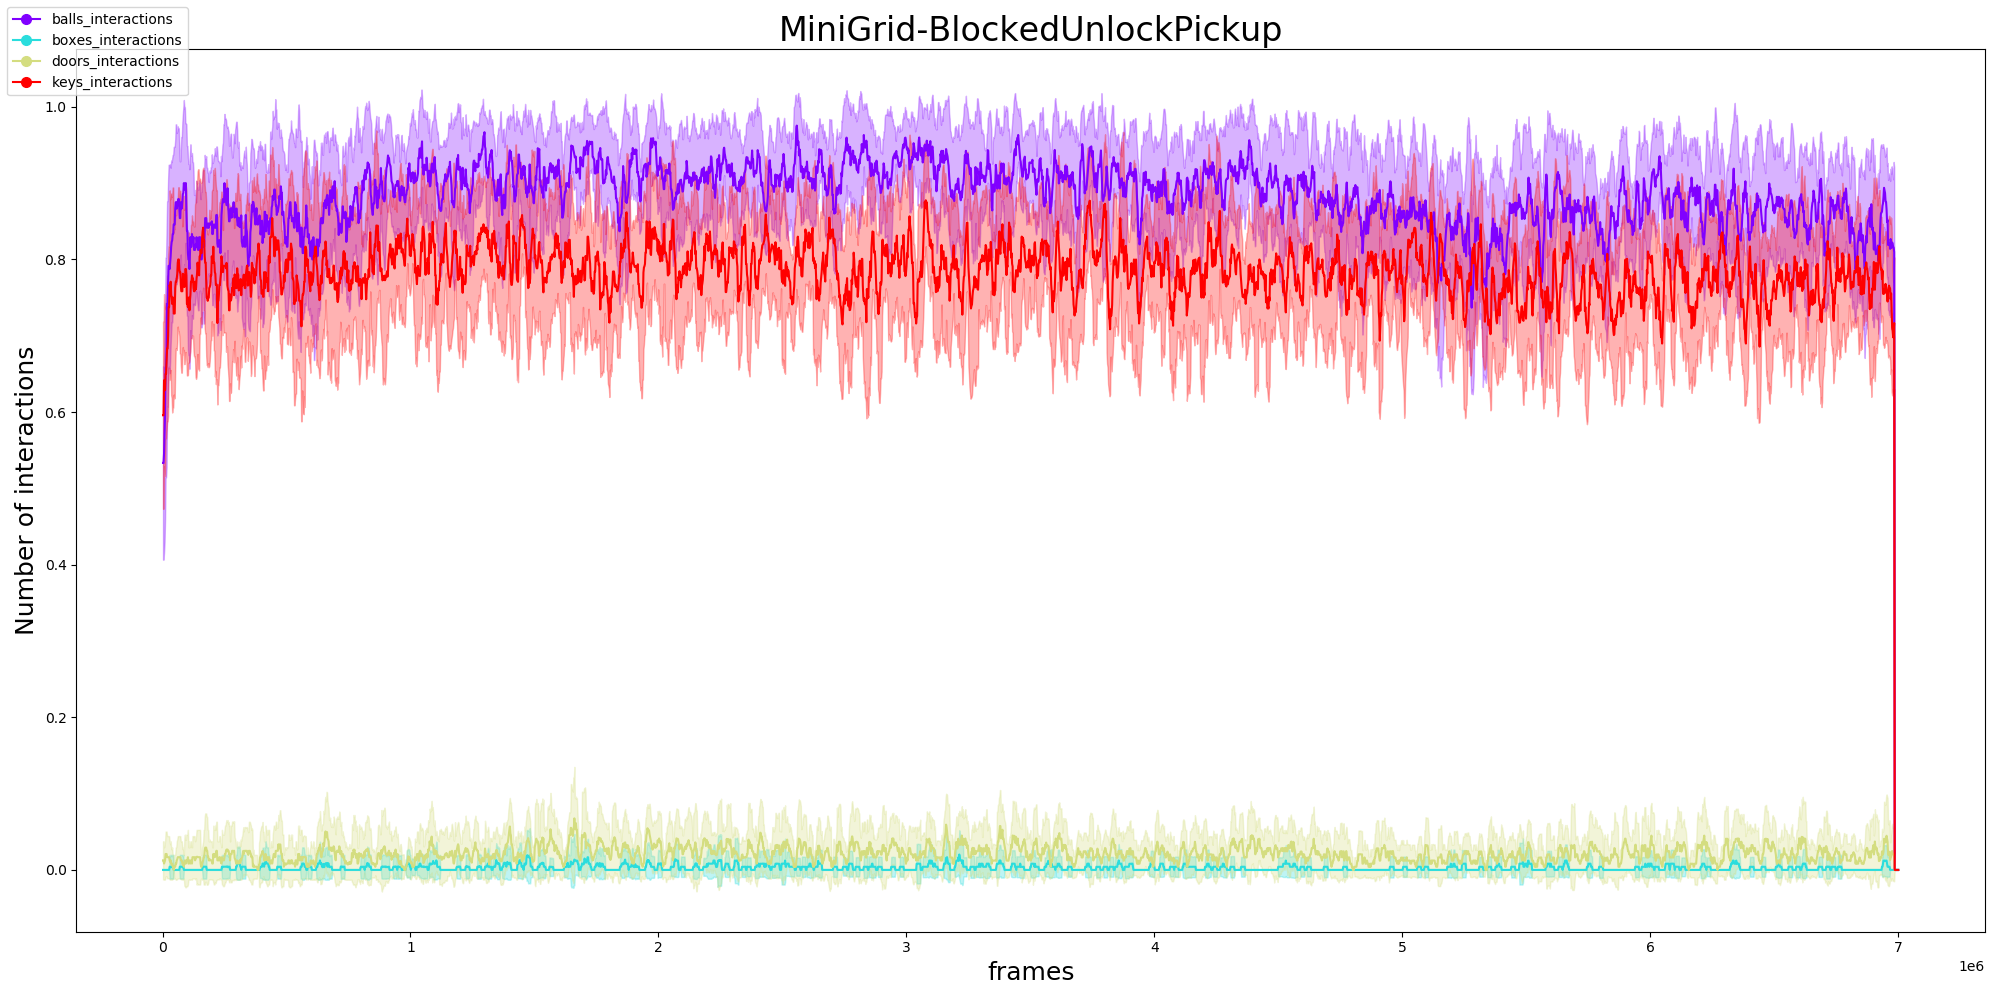 MiniGrid-BlockedUnlockPickup
balls_interactions
boxes_interactions
doors_interactions
keys_interactions
Number of interactions
1.0
0.8
0.6
0.4
0.2
0.0
0 1 2 3 4 5 6 7
1e6
frames